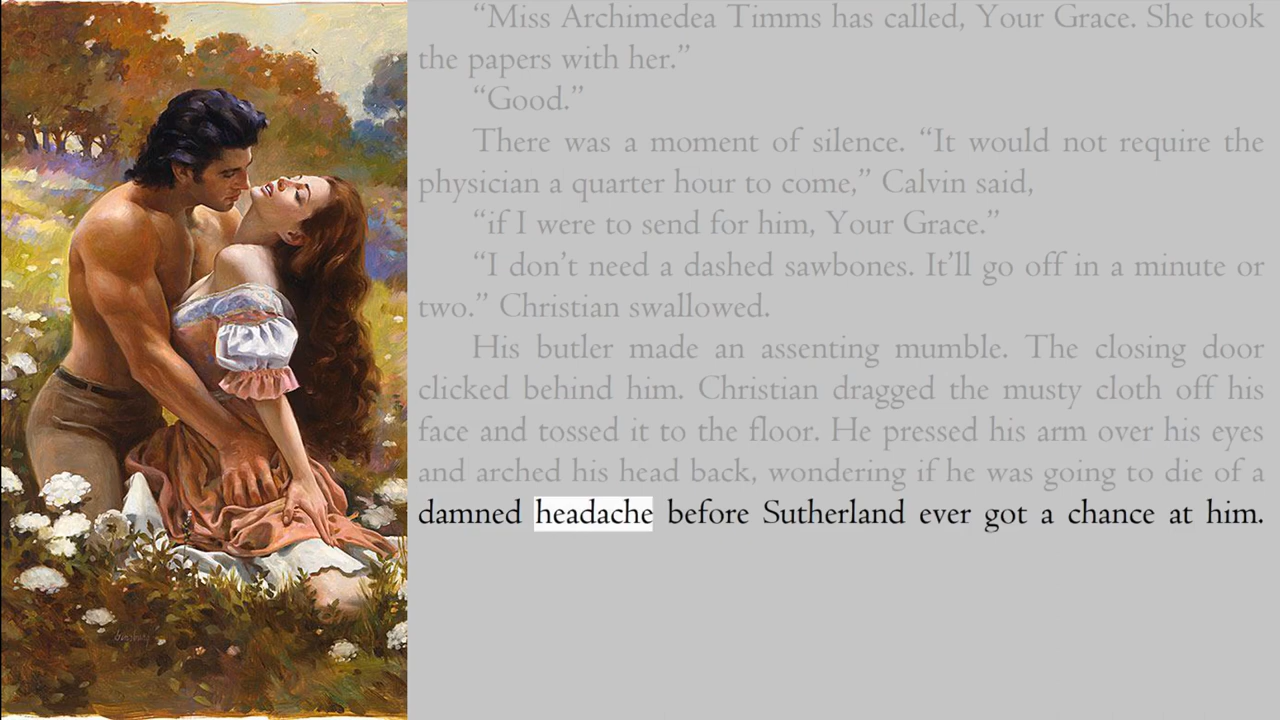 “Miss Archimedea Timms has called, Your Grace. She took
the papers with her.”
“Good.”
There was a moment of silence. “It would not require the
physician a quarter hour to come,” Calvin said,
“if I were to send for him, Your Grace.”
“I don’t need a dashed sawbones. It’ll go off in a minute or
two.” Christian swallowed.
His butler made an assenting mumble. The closing door
clicked behind him. Christian dragged the musty cloth off his
face and tossed it to the floor. He pressed his arm over his eyes
and arched his head back, wondering if he was going to die of a
damned headache before Sutherland ever got a chance at him.